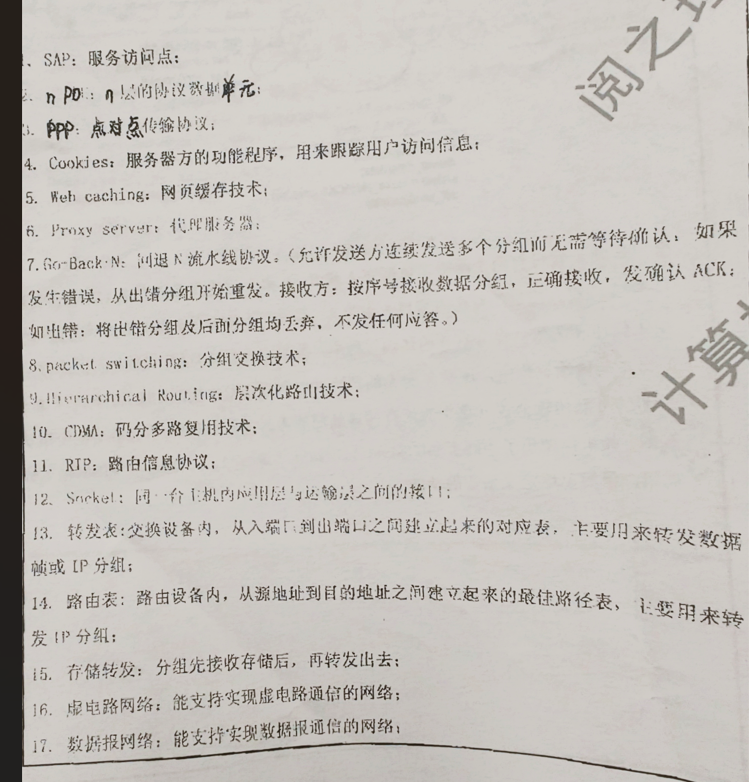 、SAP：服务访问点；
n PD：n层的协议数据单元；
PPP：点对点传输协议；
4. Cookies：服务器方的功能程序，用来跟踪用户访问信息；
5. Web caching：网页缓存技术；
6. Proxy server：代理服务器；
7.Go-Back-N：回退 N 流水线协议。（允许发送方连续发送多个分组而无需等待确认，如果
发生错误，从出错分组开始重发。接收方：按序号接收数据分组，正确接收，发确认 ACK；
如出错：将出错分组及后面分组均丢弃，不发任何应答。）
8.packet switching：分组交换技术；
9.Hierarchical Routing：层次化路由技术；
10. CDMA：码分多路复用技术；
11. RIP：路由信息协议；
12. Socket：同一台主机内应用层与运输层之间的接口；
13. 转发表:交换设备内，从入端口到出端口之间建立起来的对应表，主要用来转发数据
帧或 IP 分组；
14. 路由表：路由设备内，从源地址到目的地址之间建立起来的最佳路径表，主要用来转
发 IP 分组；
15. 存储转发：分组先接收存储后，再转发出去；
16. 虚电路网络：能支持实现虚电路通信的网络；
17. 数据报网络：能支持实现数据报通信的网络；
阅之
计算